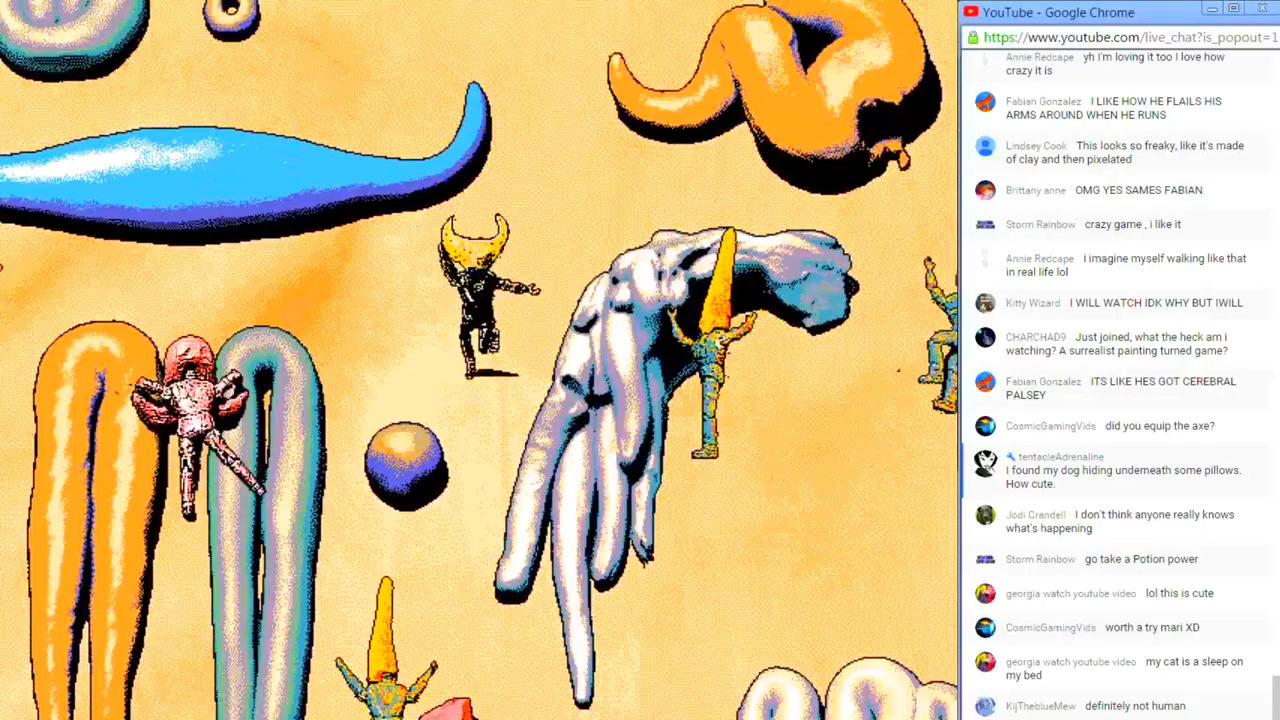 YouTube - Google Chrome
https://www.youtube.com/live_chat?is_popout=1
Annie Redcape yh I'm loving it too I love how
crazy it is
Fabian Gonzalez I LIKE HOW HE FLAILS HIS
ARMS AROUND WHEN HE RUNS
Lindsey Cook This looks so freaky, like it's made
of clay and then pixelated
Brittany anne OMG YES SAMES FABIAN
Storm Rainbow crazy game , i like it
Annie Redcape i imagine myself walking like that
in real life lol
Kitty Wizard I WILL WATCH IDK WHY BUT IWILL
CHARCHAD9 Just joined, what the heck am i
watching? A surrealist painting turned game?
Fabian Gonzalez ITS LIKE HES GOT CEREBRAL
PALSEY
CosmicGamingVids did you equip the axe?
tentacleAdrenaline
I found my dog hiding underneath some pillows.
How cute.
Jodi Crandell I don't think anyone really knows
what's happening
Storm Rainbow go take a Potion power
georgia watch youtube video lol this is cute
CosmicGamingVids worth a try mari XD
georgia watch youtube video my cat is a sleep on
my bed
KijTheblueMew definitely not human